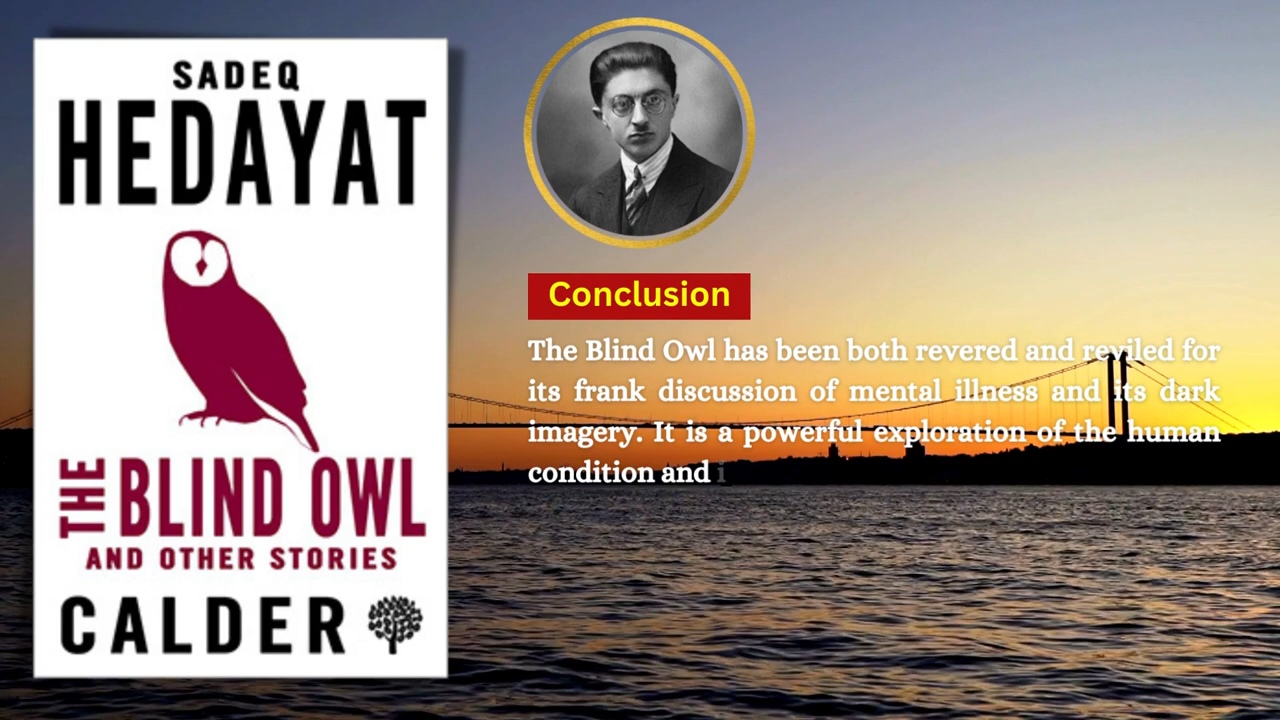 SADEQ
HEDAYAT
THE BLIND OWL
AND OTHER STORIES
CALDER
Conclusion
The Blind Owl has been both revered and reviled for
its frank discussion of mental illness and its dark
imagery. It is a powerful exploration of the human
condition and i